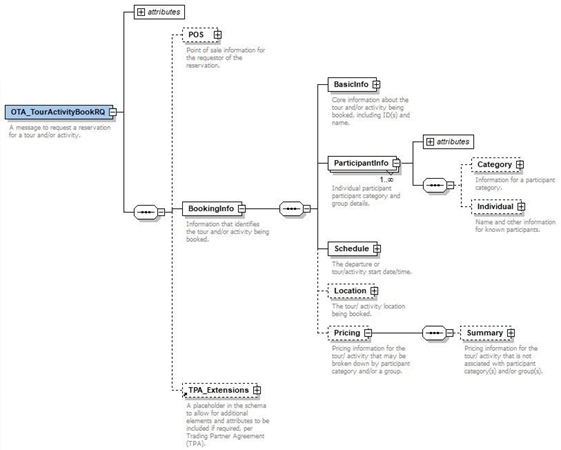 attributes
POS
Point of sale information for
the requestor of the
reservation.
BasicInfo
Core information about the
tour and/or activity being
booked, including ID(s) and
name.
OTA_TourActivityBookRQ
A message to request a reservation
for a tour and/or activity.
attributes
ParticipantInfo
1..∞
Individual participant
participant category and
group details.
Category
Information for a participant
category.
Individual
Name and other information
for known participants.
BookingInfo
Information that identifies
the tour and/or activity being
booked.
Schedule
The departure or
tour/activity start date/time.
Location
The tour/ activity location
being booked.
Pricing
Pricing information for the
tour/ activity that may be
broken down by participant
category and/or a group.
Summary
Pricing information for the
tour/ activity that is not
assciated with participant
category(s) and/or group(s).
TPA_Extensions
A placeholder in the schema
to allow for additional
elements and attributes to be
included if required, per
Trading Partner Agreement
(TPA).